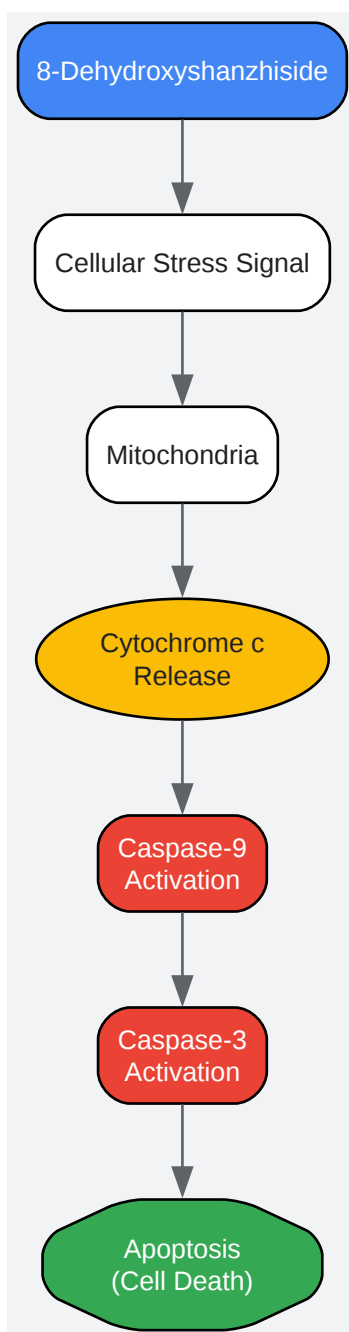 8-Dehydroxyshanzhiside
Cellular Stress Signal
Mitochondria
Cytochrome c
Release
Caspase-9
Activation
Caspase-3
Activation
Apoptosis
(Cell Death)